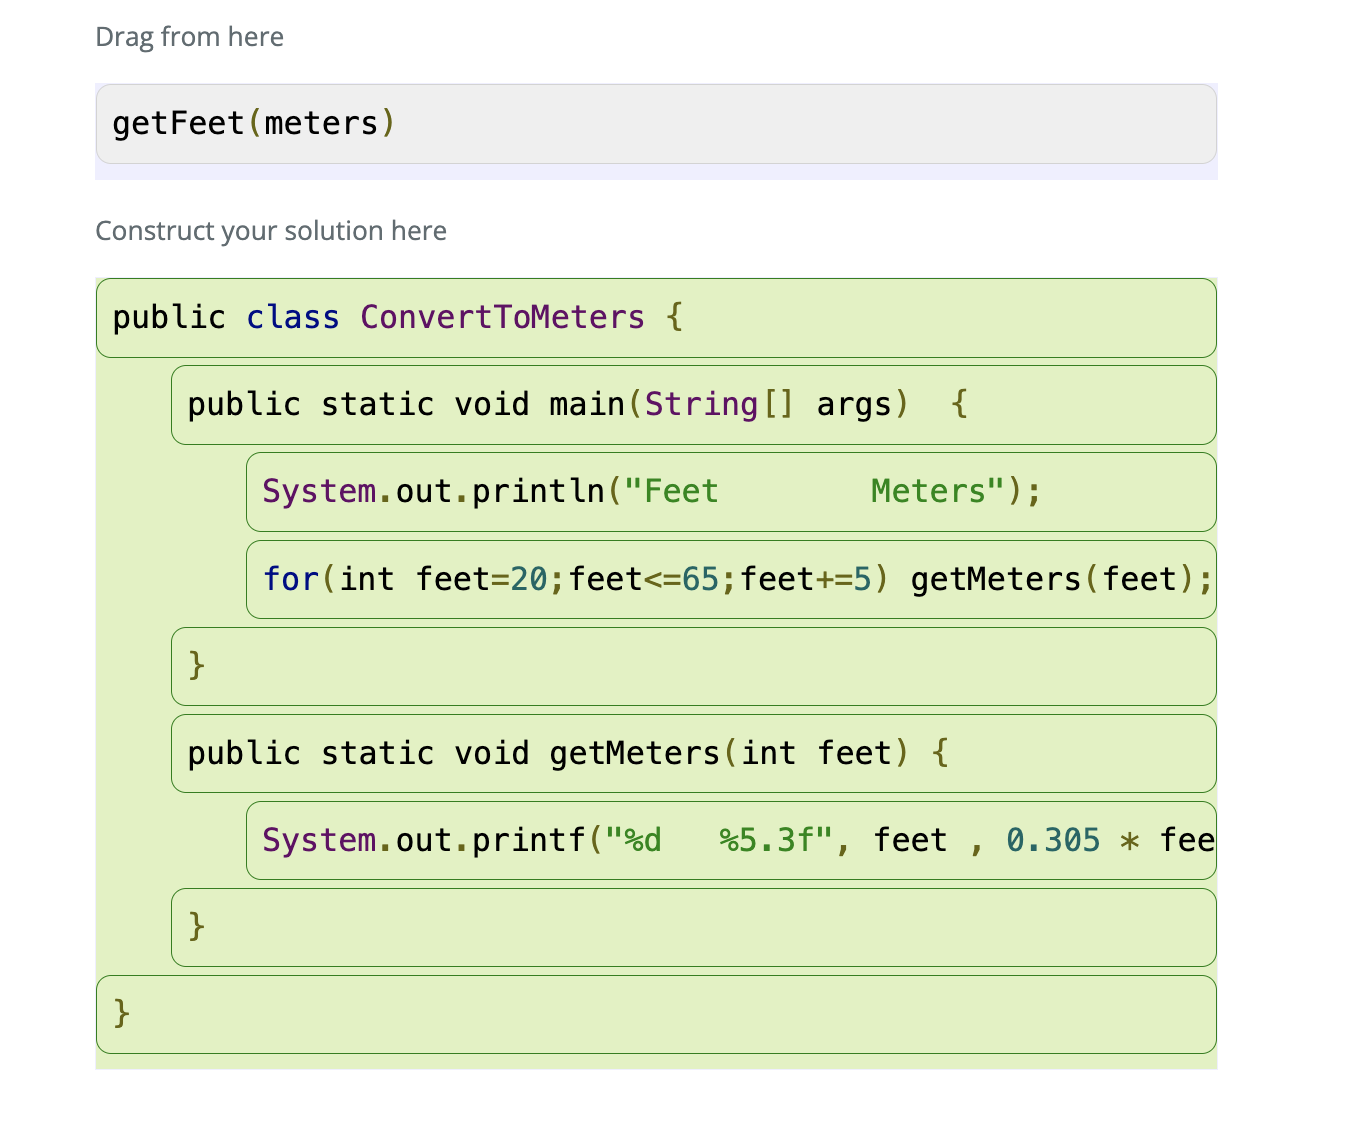 Drag from here
getFeet(meters)
Construct your solution here
public class ConvertToMeters {
public static void main(String[] args)  {
System.out.println("Feet        Meters");
for(int feet=20;feet<=65;feet+=5) getMeters(feet);
}
public static void getMeters(int feet) {
System.out.printf("%d   %5.3f", feet , 0.305 * fee
}
}